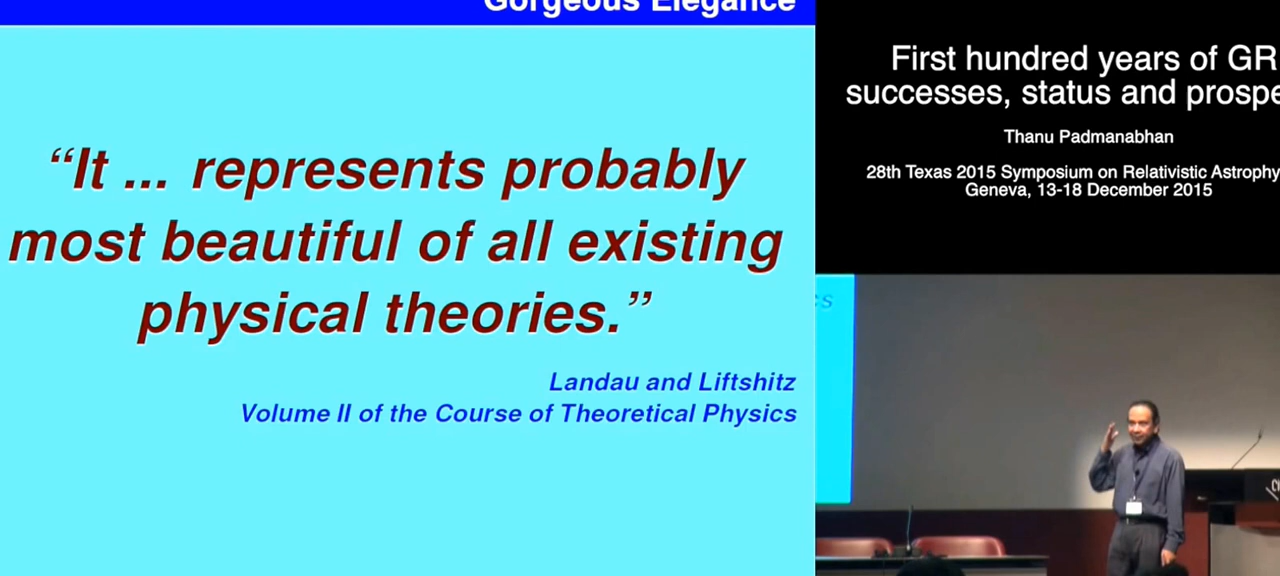 Gorgeous Elegance
“It ... represents probably
most beautiful of all existing
physical theories.”
Landau and Liftshitz
Volume II of the Course of Theoretical Physics
First hundred years of GR
successes, status and prospe
Thanu Padmanabhan
28th Texas 2015 Symposium on Relativistic Astrophy
Geneva, 13-18 December 2015
cs